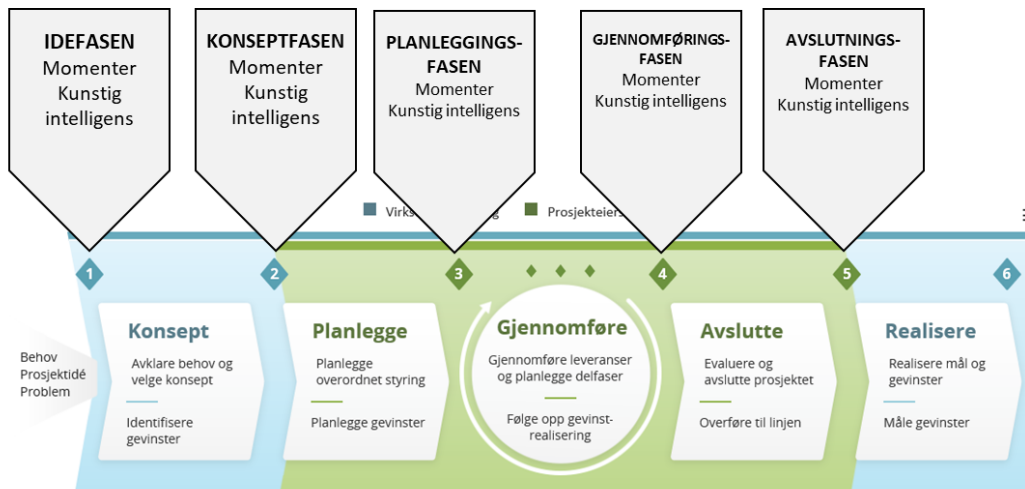 IDEFASEN
Momenter
Kunstig
intelligens
KONSEPTFASEN
Momenter
Kunstig
intelligens
PLANLEGGINGS-
FASEN
Momenter
Kunstig intelligens
GJENNOMFØRINGS-
FASEN
Momenter
Kunstig intelligens
AVSLUTNINGS-
FASEN
Momenter
Kunstig intelligens
Prosjekteiers
1
2
3
4
5
6
Behov
Prosjektidé
Problem
Konsept
Avklare behov og
velge konsept
Identifisere
gevinster
Planlegge
Planlegge
overordnet styring
Planlegge gevinster
Gjennomføre
Gjennomføre leveranser
og planlegge delfaser
Følge opp gevinst-
realisering
Avslutte
Evaluere og
avslutte prosjektet
Overføre til linjen
Realisere
Realisere mål og
gevinster
Måle gevinster